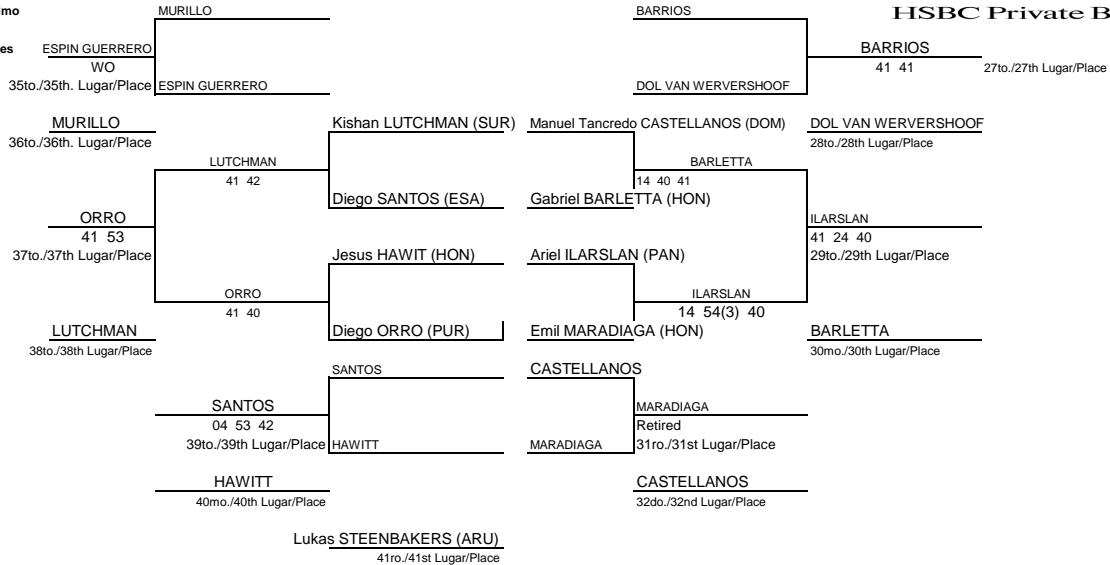 imo
MURILLO
BARRIOS
HSBC Private B
es
ESPIN GUERRERO
BARRIOS
WO
41 41
27to./27th Lugar/Place
35to./35th. Lugar/Place
ESPIN GUERRERO
DOL VAN WERVERSHOOF
MURILLO
Kishan LUTCHMAN (SUR)
Manuel Tancredo CASTELLANOS (DOM)
DOL VAN WERVERSHOOF
36to./36th. Lugar/Place
28to./28th Lugar/Place
LUTCHMAN
BARLETTA
41 42
14 40 41
Diego SANTOS (ESA)
Gabriel BARLETTA (HON)
ORRO
ILARSLAN
41 53
41 24 40
37to./37th Lugar/Place
Jesus HAWIT (HON)
Ariel ILARSLAN (PAN)
29to./29th Lugar/Place
ORRO
ILARSLAN
41 40
14 54(3) 40
LUTCHMAN
Diego ORRO (PUR)
Emil MARADIAGA (HON)
BARLETTA
38to./38th Lugar/Place
30mo./30th Lugar/Place
SANTOS
CASTELLANOS
SANTOS
MARADIAGA
04 53 42
Retired
39to./39th Lugar/Place
HAWITT
MARADIAGA
31ro./31st Lugar/Place
HAWITT
CASTELLANOS
40mo./40th Lugar/Place
32do./32nd Lugar/Place
Lukas STEENBAKERS (ARU)
41ro./41st Lugar/Place